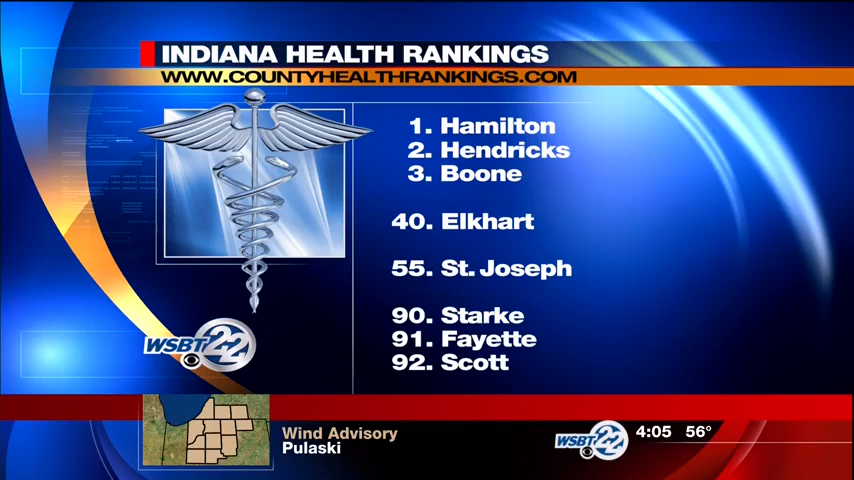 INDIANA HEALTH RANKINGS
WWW.COUNTYHEALTHRANKINGS.COM
1. Hamilton
2. Hendricks
3. Boone
40. Elkhart
55. St. Joseph
90. Starke
91. Fayette
92. Scott
WSBT 22
Wind Advisory
Pulaski
WSBT 22
4:05 56°